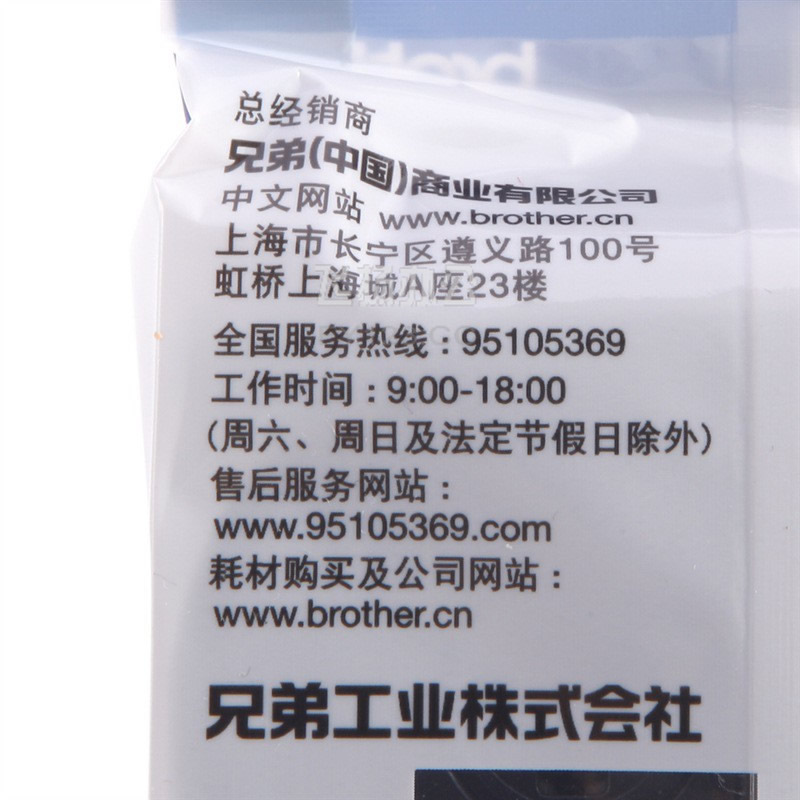 总经销商
兄弟(中国)商业有限公司
中文网站 www.brother.cn
上海市长宁区遵义路100号
虹桥上海城A座23楼
全国服务热线：95105369
工作时间：9:00-18:00
(周六、周日及法定节假日除外)
售后服务网站：
www.95105369.com
耗材购买及公司网站：
www.brother.cn
兄弟工业株式会社